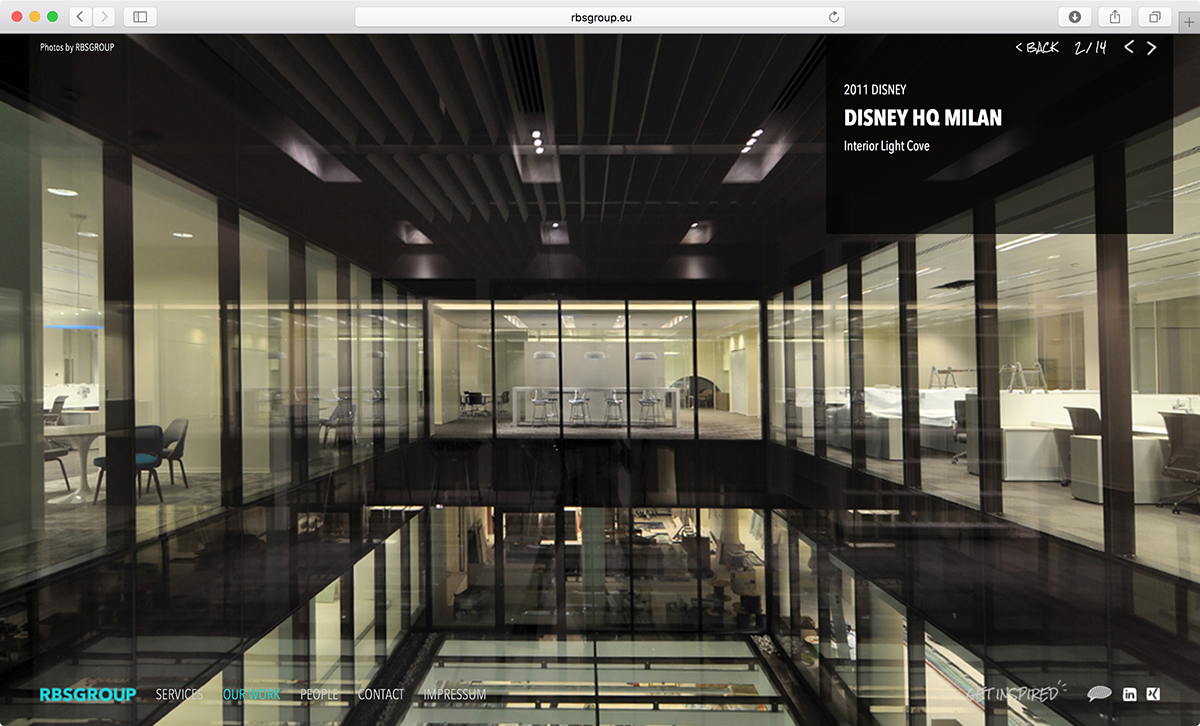 rbsgroup.eu
Photos by RBSGROUP
< BACK 2/14 < >
2011 DISNEY
DISNEY HQ MILAN
Interior Light Cove
RBSGROUP SERVICES OUR WORK PEOPLE CONTACT IMPRESSUM GET INSPIRED in